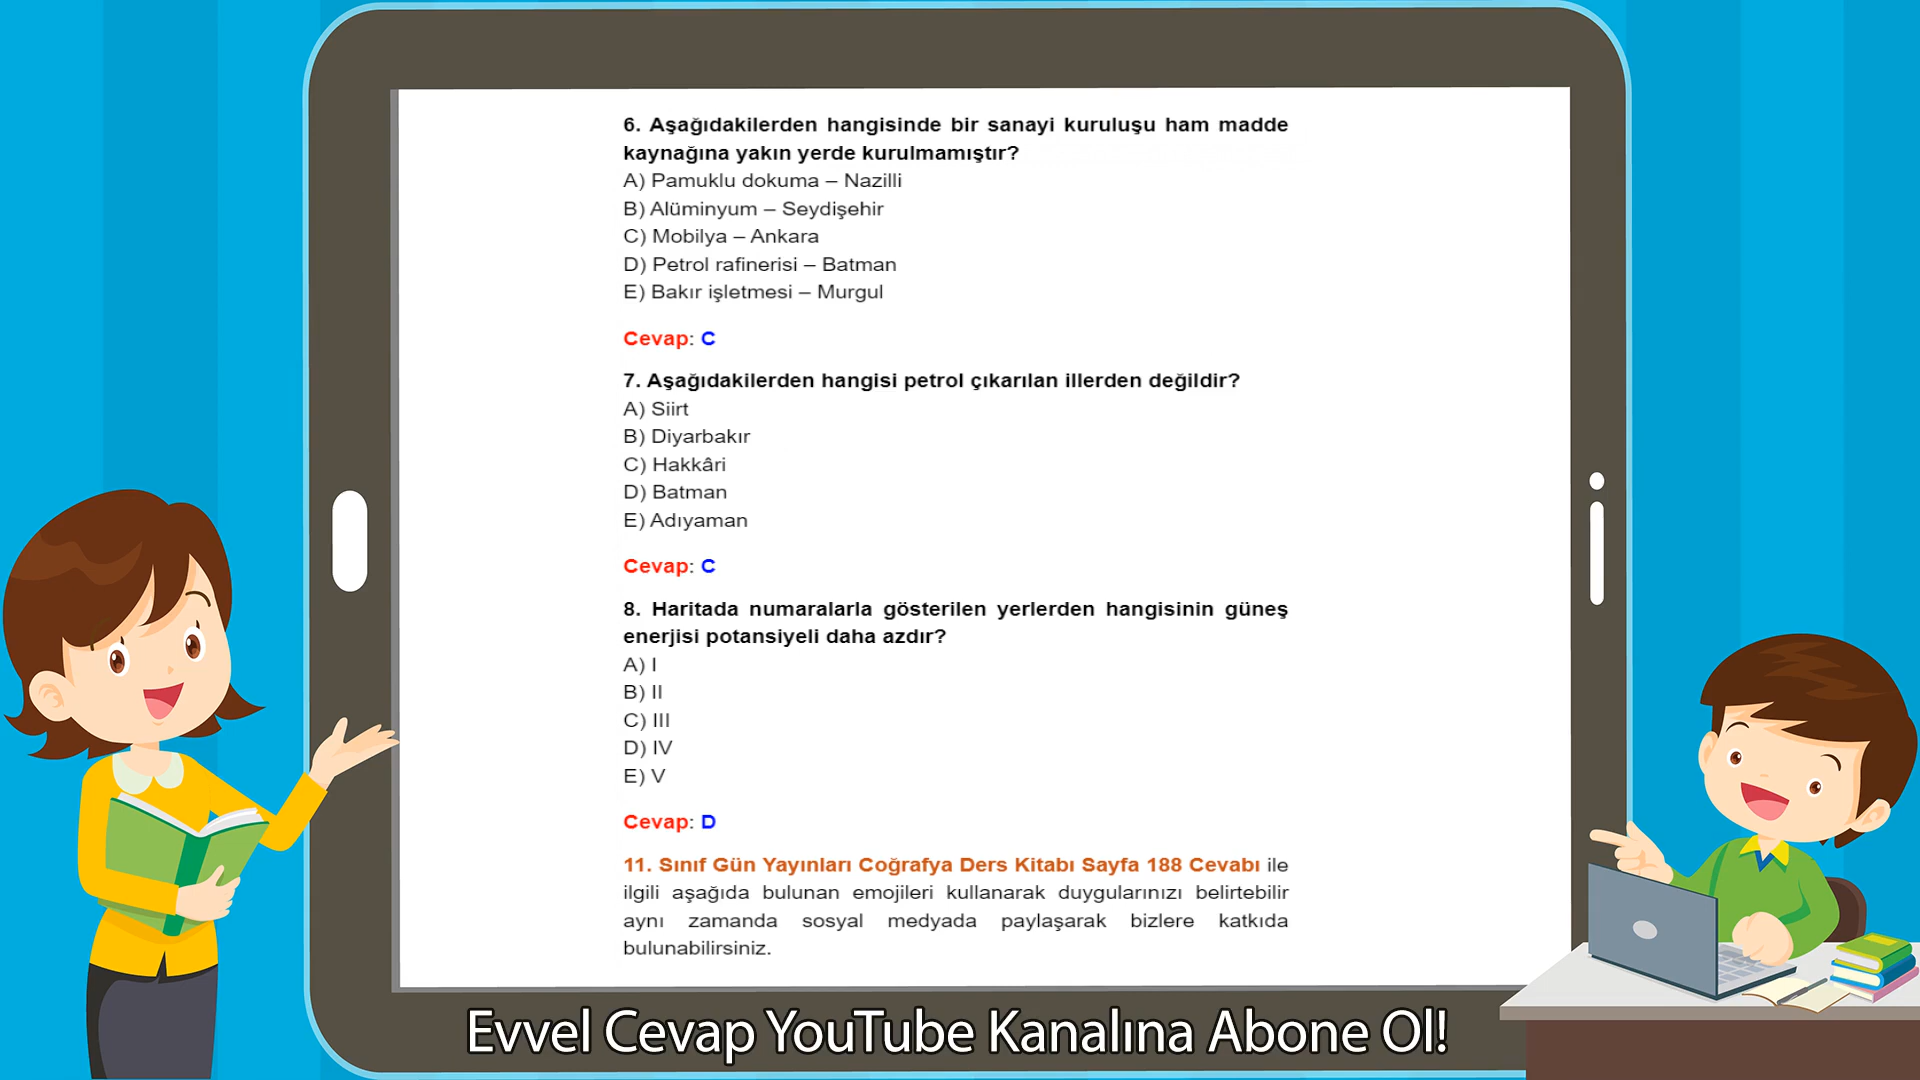 6. Aşağıdakilerden hangisinde bir sanayi kuruluşu ham madde
kaynağına yakın yerde kurulmamıştır?
A) Pamuklu dokuma – Nazilli
B) Alüminyum – Seydişehir
C) Mobilya – Ankara
D) Petrol rafinerisi – Batman
E) Bakır işletmesi – Murgul
Cevap: C
7. Aşağıdakilerden hangisi petrol çıkarılan illerden değildir?
A) Siirt
B) Diyarbakır
C) Hakkâri
D) Batman
E) Adıyaman
Cevap: C
8. Haritada numaralarla gösterilen yerlerden hangisinin güneş
enerjisi potansiyeli daha azdır?
A) I
B) II
C) III
D) IV
E) V
Cevap: D
11. Sınıf Gün Yayınları Coğrafya Ders Kitabı Sayfa 188 Cevabı ile
ilgili aşağıda bulunan emojileri kullanarak duygularınızı belirtebilir
aynı zamanda sosyal medyada paylaşarak bizlere katkıda
bulunabilirsiniz.
Evvel Cevap YouTube Kanalına Abone Ol!